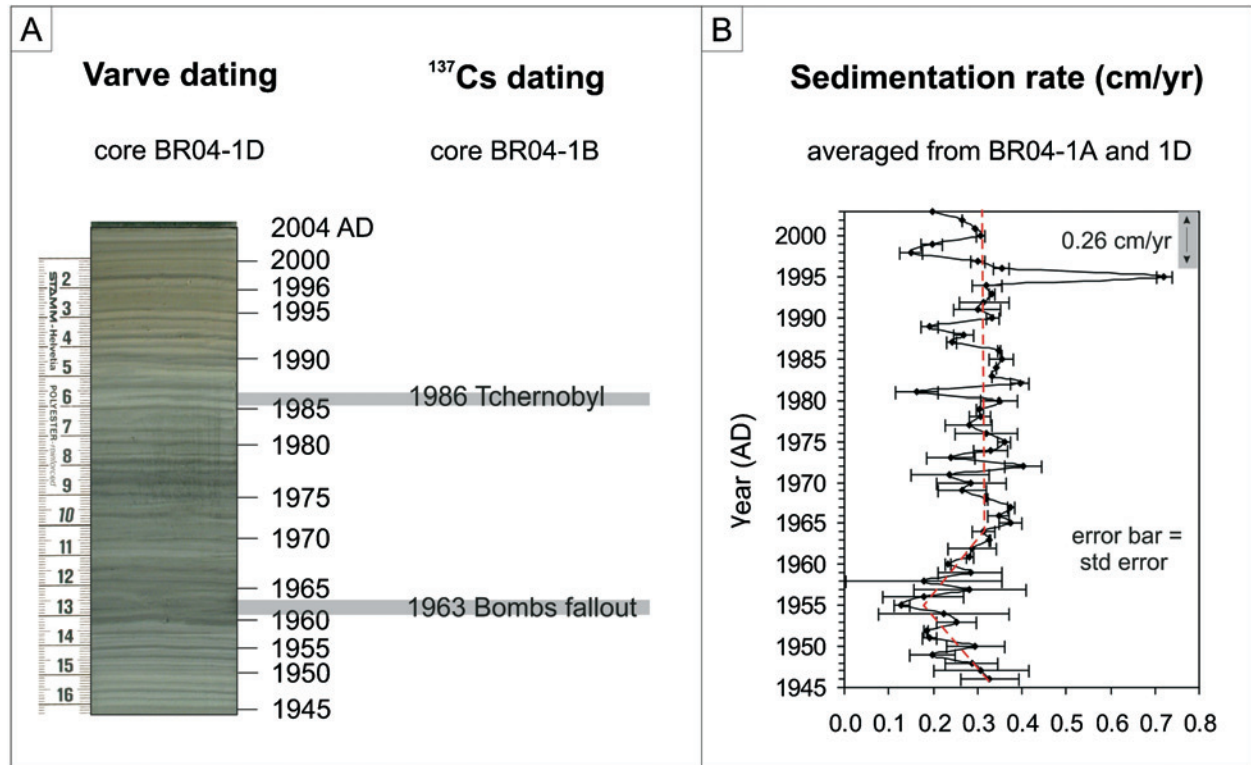 A
Varve dating
137Cs dating
core BR04-1D
core BR04-1B
STAMM - Helvetia
POLYESTER-reinforced
2
3
4
5
6
7
8
9
10
11
12
13
14
15
16
2004 AD
2000
1996
1995
1990
1985
1980
1975
1970
1965
1960
1955
1950
1945
1986 Tchernobyl
1963 Bombs fallout
B
Sedimentation rate (cm/yr)
averaged from BR04-1A and 1D
Year (AD)
2000
1995
1990
1985
1980
1975
1970
1965
1960
1955
1950
1945
0.26 cm/yr
error bar =
std error
0.0 0.1 0.2 0.3 0.4 0.5 0.6 0.7 0.8